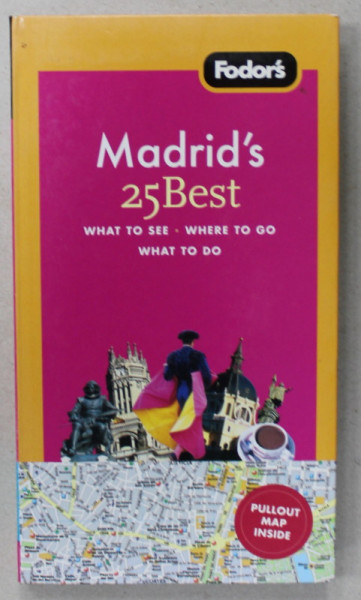 Fodor's
Madrid's
25Best
WHAT TO SEE • WHERE TO GO
WHAT TO DO
PULLOUT
MAP
INSIDE